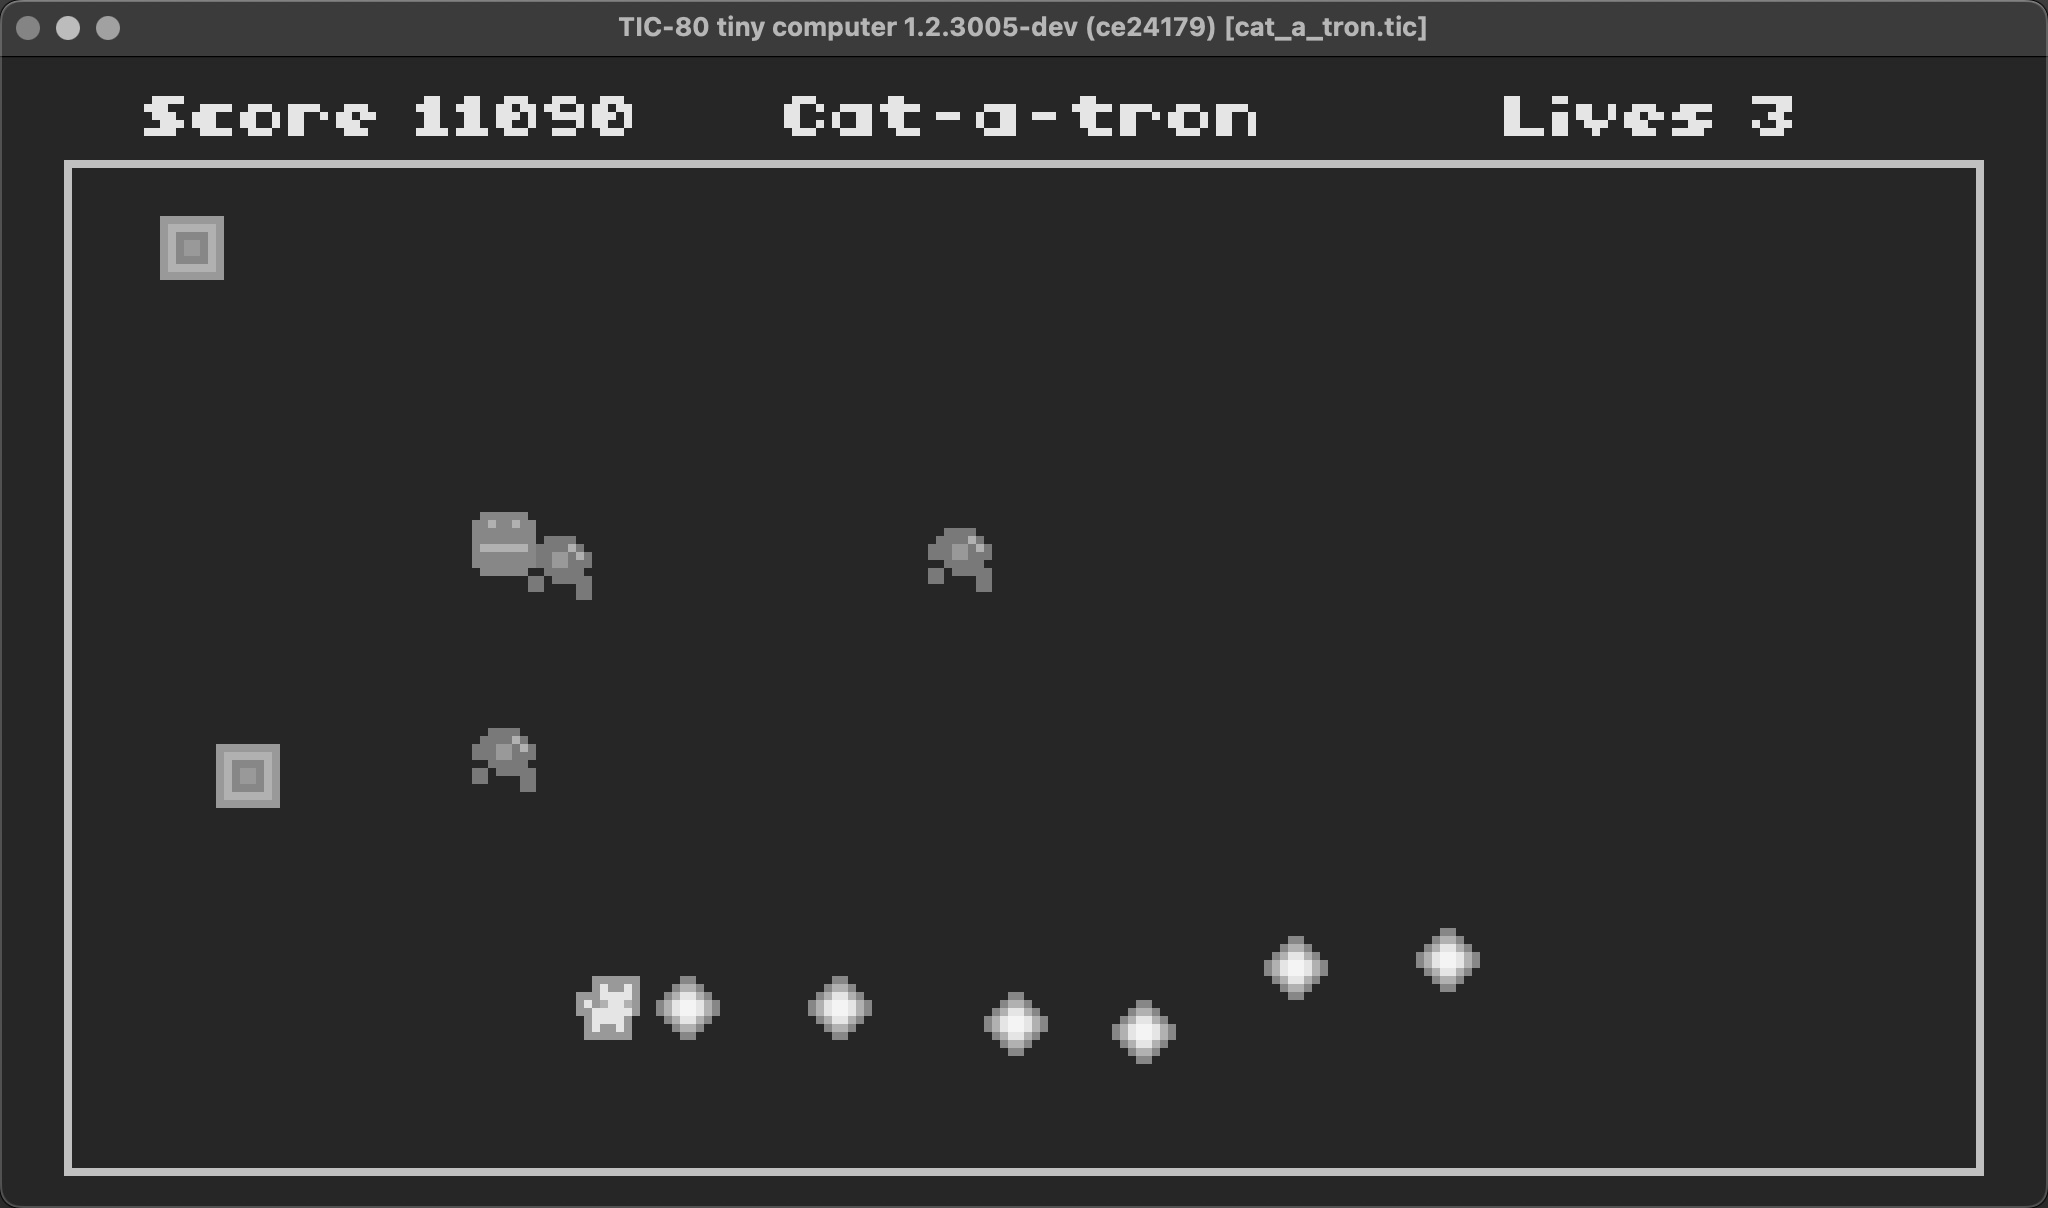 TIC-80 tiny computer 1.2.3005-dev (ce24179) [cat_a_tron.tic]
Score 11090 Cat-a-tron Lives 3